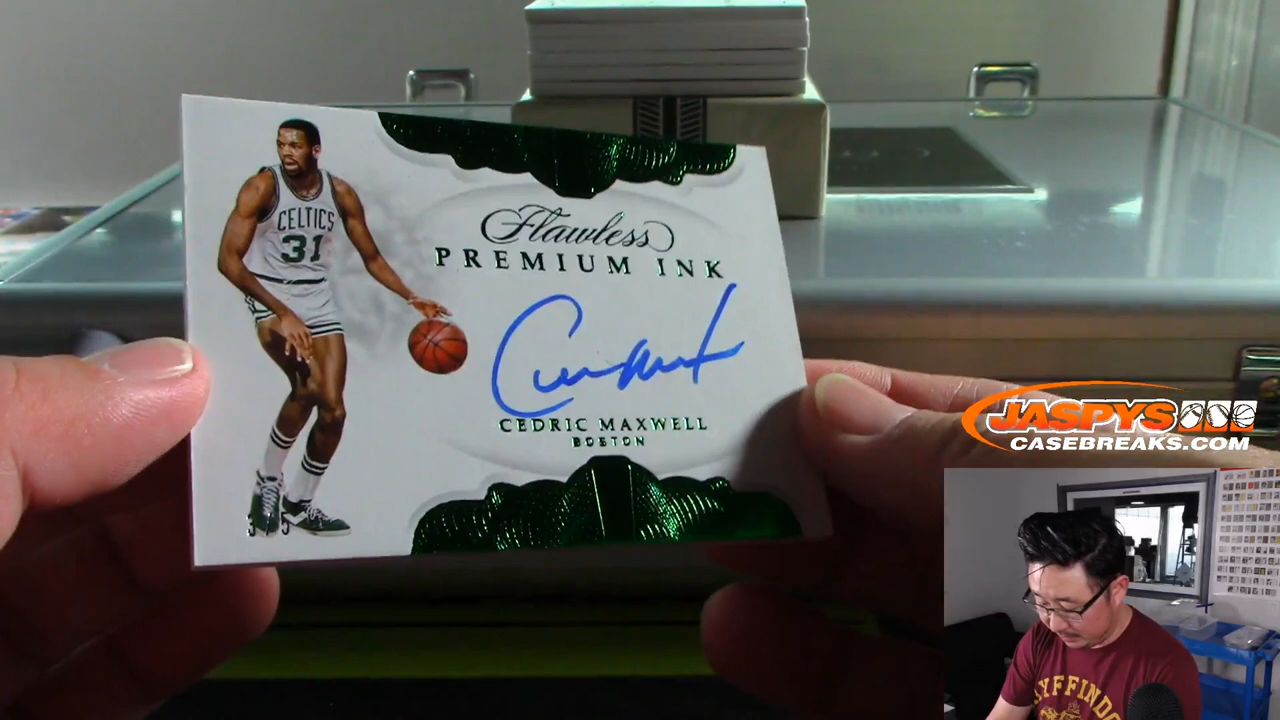 CELTICS
31
Flawless
PREMIUM INK
CEDRIC MAXWELL
BOSTON
JASPYS
CASEBREAKS.COM